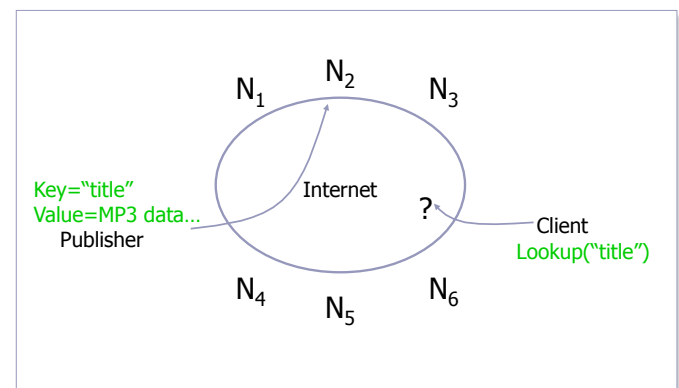 N₂
N₁
N₃
Key=“title”
Value=MP3 data…
Publisher
Internet
?
Client
Lookup(“title”)
N₄
N₅
N₆